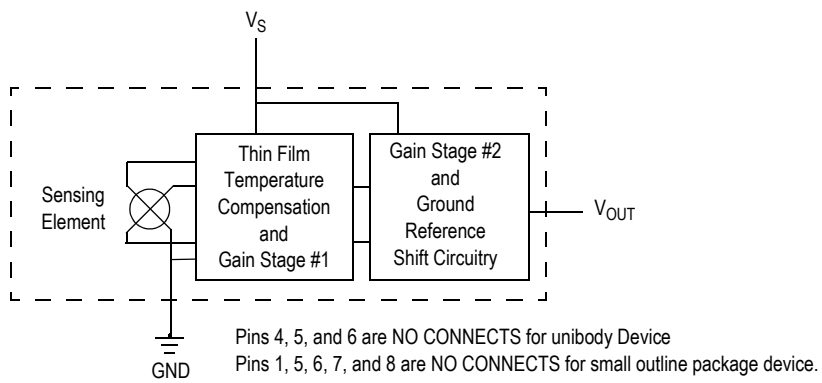 V_S
Sensing
Element
Thin Film
Temperature
Compensation
and
Gain Stage #1
Gain Stage #2
and
Ground
Reference
Shift Circuitry
V_OUT
GND
Pins 4, 5, and 6 are NO CONNECTS for unibody Device
Pins 1, 5, 6, 7, and 8 are NO CONNECTS for small outline package device.